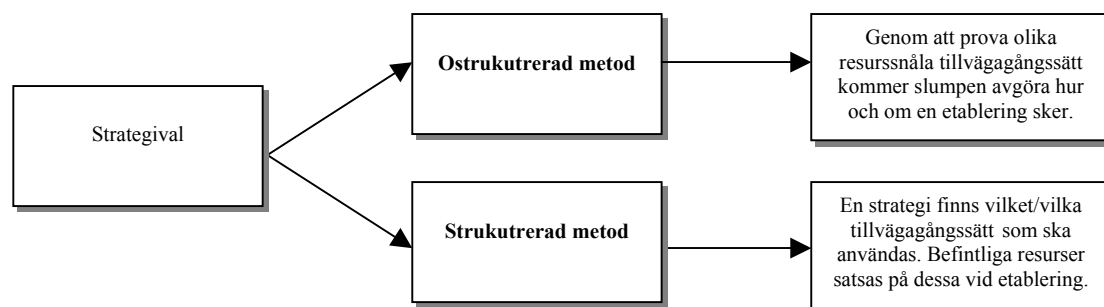 Strategival
Ostrukutrerad metod
Genom att prova olika
resurssnåla tillvägagångssätt
kommer slumpen avgöra hur
och om en etablering sker.
Strukutrerad metod
En strategi finns vilket/vilka
tillvägagångssätt som ska
användas. Befintliga resurser
satsas på dessa vid etablering.